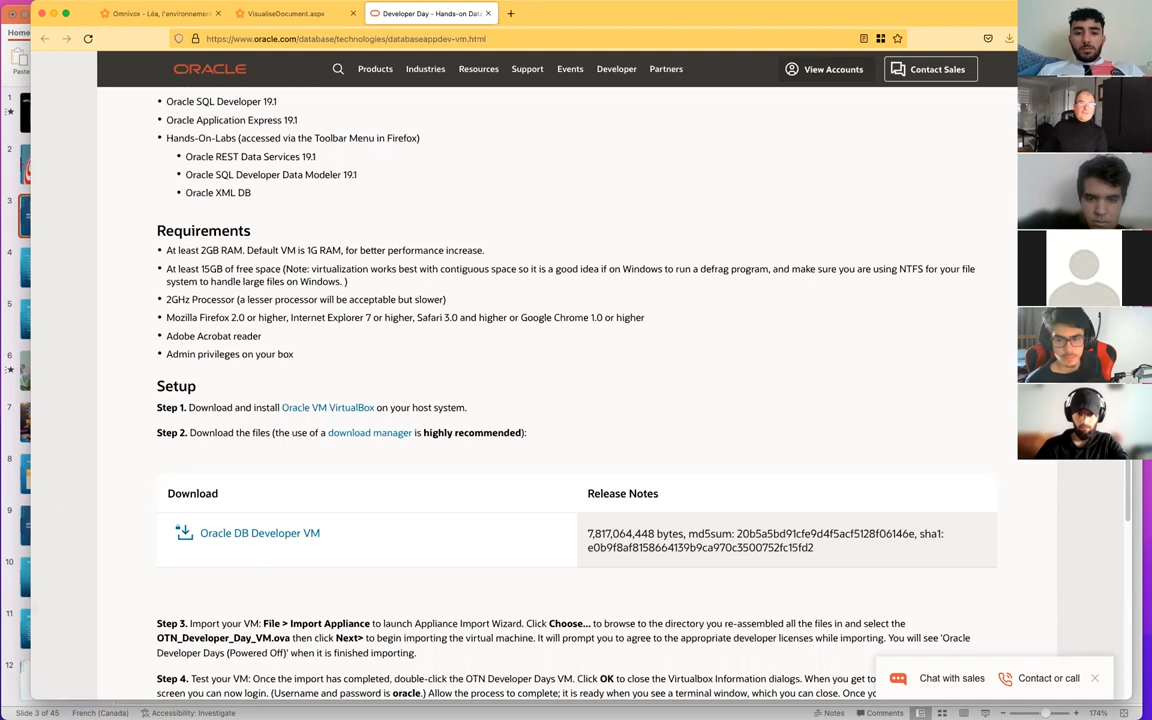 Omnivox - Léa, l'environnemen
VisualiseDocument.aspx
Developer Day - Hands-on Data
https://www.oracle.com/database/technologies/databaseappdev-vm.html
Home
Paste
ORACLE
Products
Industries
Resources
Support
Events
Developer
Partners
View Accounts
Contact Sales
• Oracle SQL Developer 19.1
• Oracle Application Express 19.1
• Hands-On-Labs (accessed via the Toolbar Menu in Firefox)
• Oracle REST Data Services 19.1
• Oracle SQL Developer Data Modeler 19.1
• Oracle XML DB
Requirements
• At least 2GB RAM. Default VM is 1G RAM, for better performance increase.
• At least 15GB of free space (Note: virtualization works best with contiguous space so it is a good idea if on Windows to run a defrag program, and make sure you are using NTFS for your file
system to handle large files on Windows. )
• 2GHz Processor (a lesser processor will be acceptable but slower)
• Mozilla Firefox 2.0 or higher, Internet Explorer 7 or higher, Safari 3.0 and higher or Google Chrome 1.0 or higher
• Adobe Acrobat reader
• Admin privileges on your box
Setup
Step 1. Download and install Oracle VM VirtualBox on your host system.
Step 2. Download the files (the use of a download manager is highly recommended):
Download
Release Notes
Oracle DB Developer VM
7,817,064,448 bytes, md5sum: 20b5a5bd91cfe9d4f5acf5128f06146e, sha1:
e0b9f8af8158664139b9ca970c3500752fc15fd2
Step 3. Import your VM: File > Import Appliance to launch Appliance Import Wizard. Click Choose... to browse to the directory you re-assembled all the files in and select the
OTN_Developer_Day_VM.ova then click Next> to begin importing the virtual machine. It will prompt you to agree to the appropriate developer licenses while importing. You will see 'Oracle
Developer Days (Powered Off)' when it is finished importing.
Step 4. Test your VM: Once the import has completed, double-click the OTN Developer Days VM. Click OK to close the Virtualbox Information dialogs. When you get to
screen you can now login. (Username and password is oracle.) Allow the process to complete; it is ready when you see a terminal window, which you can close. Once yo
Chat with sales
Contact or call
1
2
3
4
5
6
7
8
9
10
11
12
Slide 3 of 45
French (Canada)
Accessibility: Investigate
Notes
Comments
174%